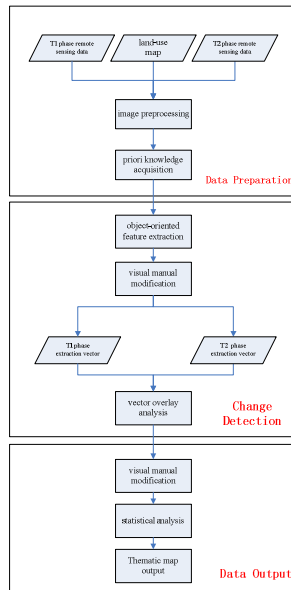 T1 phase remote
sensing data
land-use
map
T2 phase remote
sensing data
image preprocessing
priori knowledge
acquisition
Data Preparation
object-oriented
feature extraction
visual manual
modification
T1 phase
extraction vector
T2 phase
extraction vector
vector overlay
analysis
Change
Detection
visual manual
modification
statistical analysis
Thematic map
output
Data Output